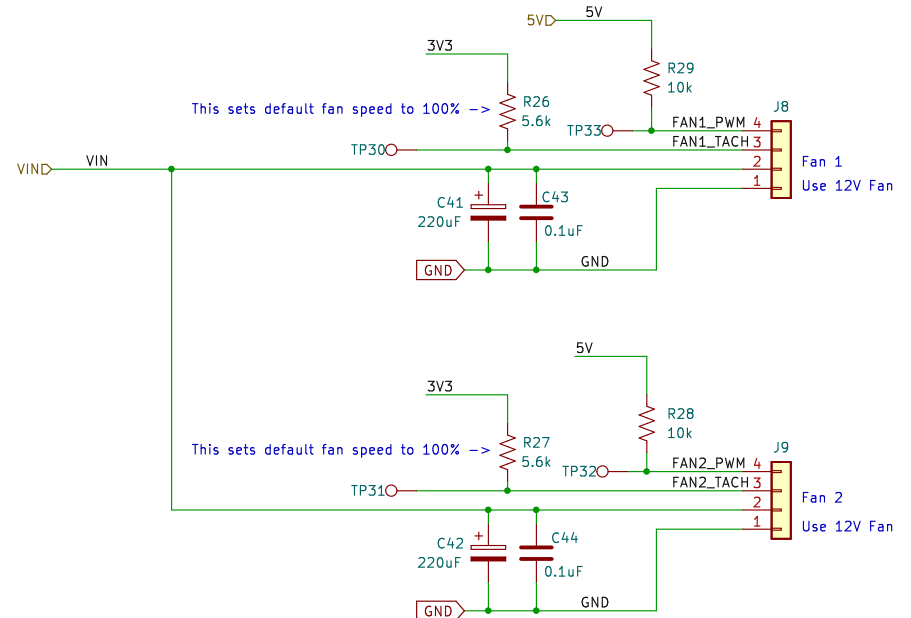 5V
5V
3V3
R29
10k
This sets default fan speed to 100% ->
R26
5.6k
J8
TP33
FAN1_PWM 4
TP30
FAN1_TACH 3
VIN
VIN
2
Fan 1
1
Use 12V Fan
C41
+
220uF
C43
0.1uF
GND
GND
5V
3V3
R28
10k
This sets default fan speed to 100% ->
R27
5.6k
J9
TP32
FAN2_PWM 4
TP31
FAN2_TACH 3
2
Fan 2
1
Use 12V Fan
C42
+
220uF
C44
0.1uF
GND
GND